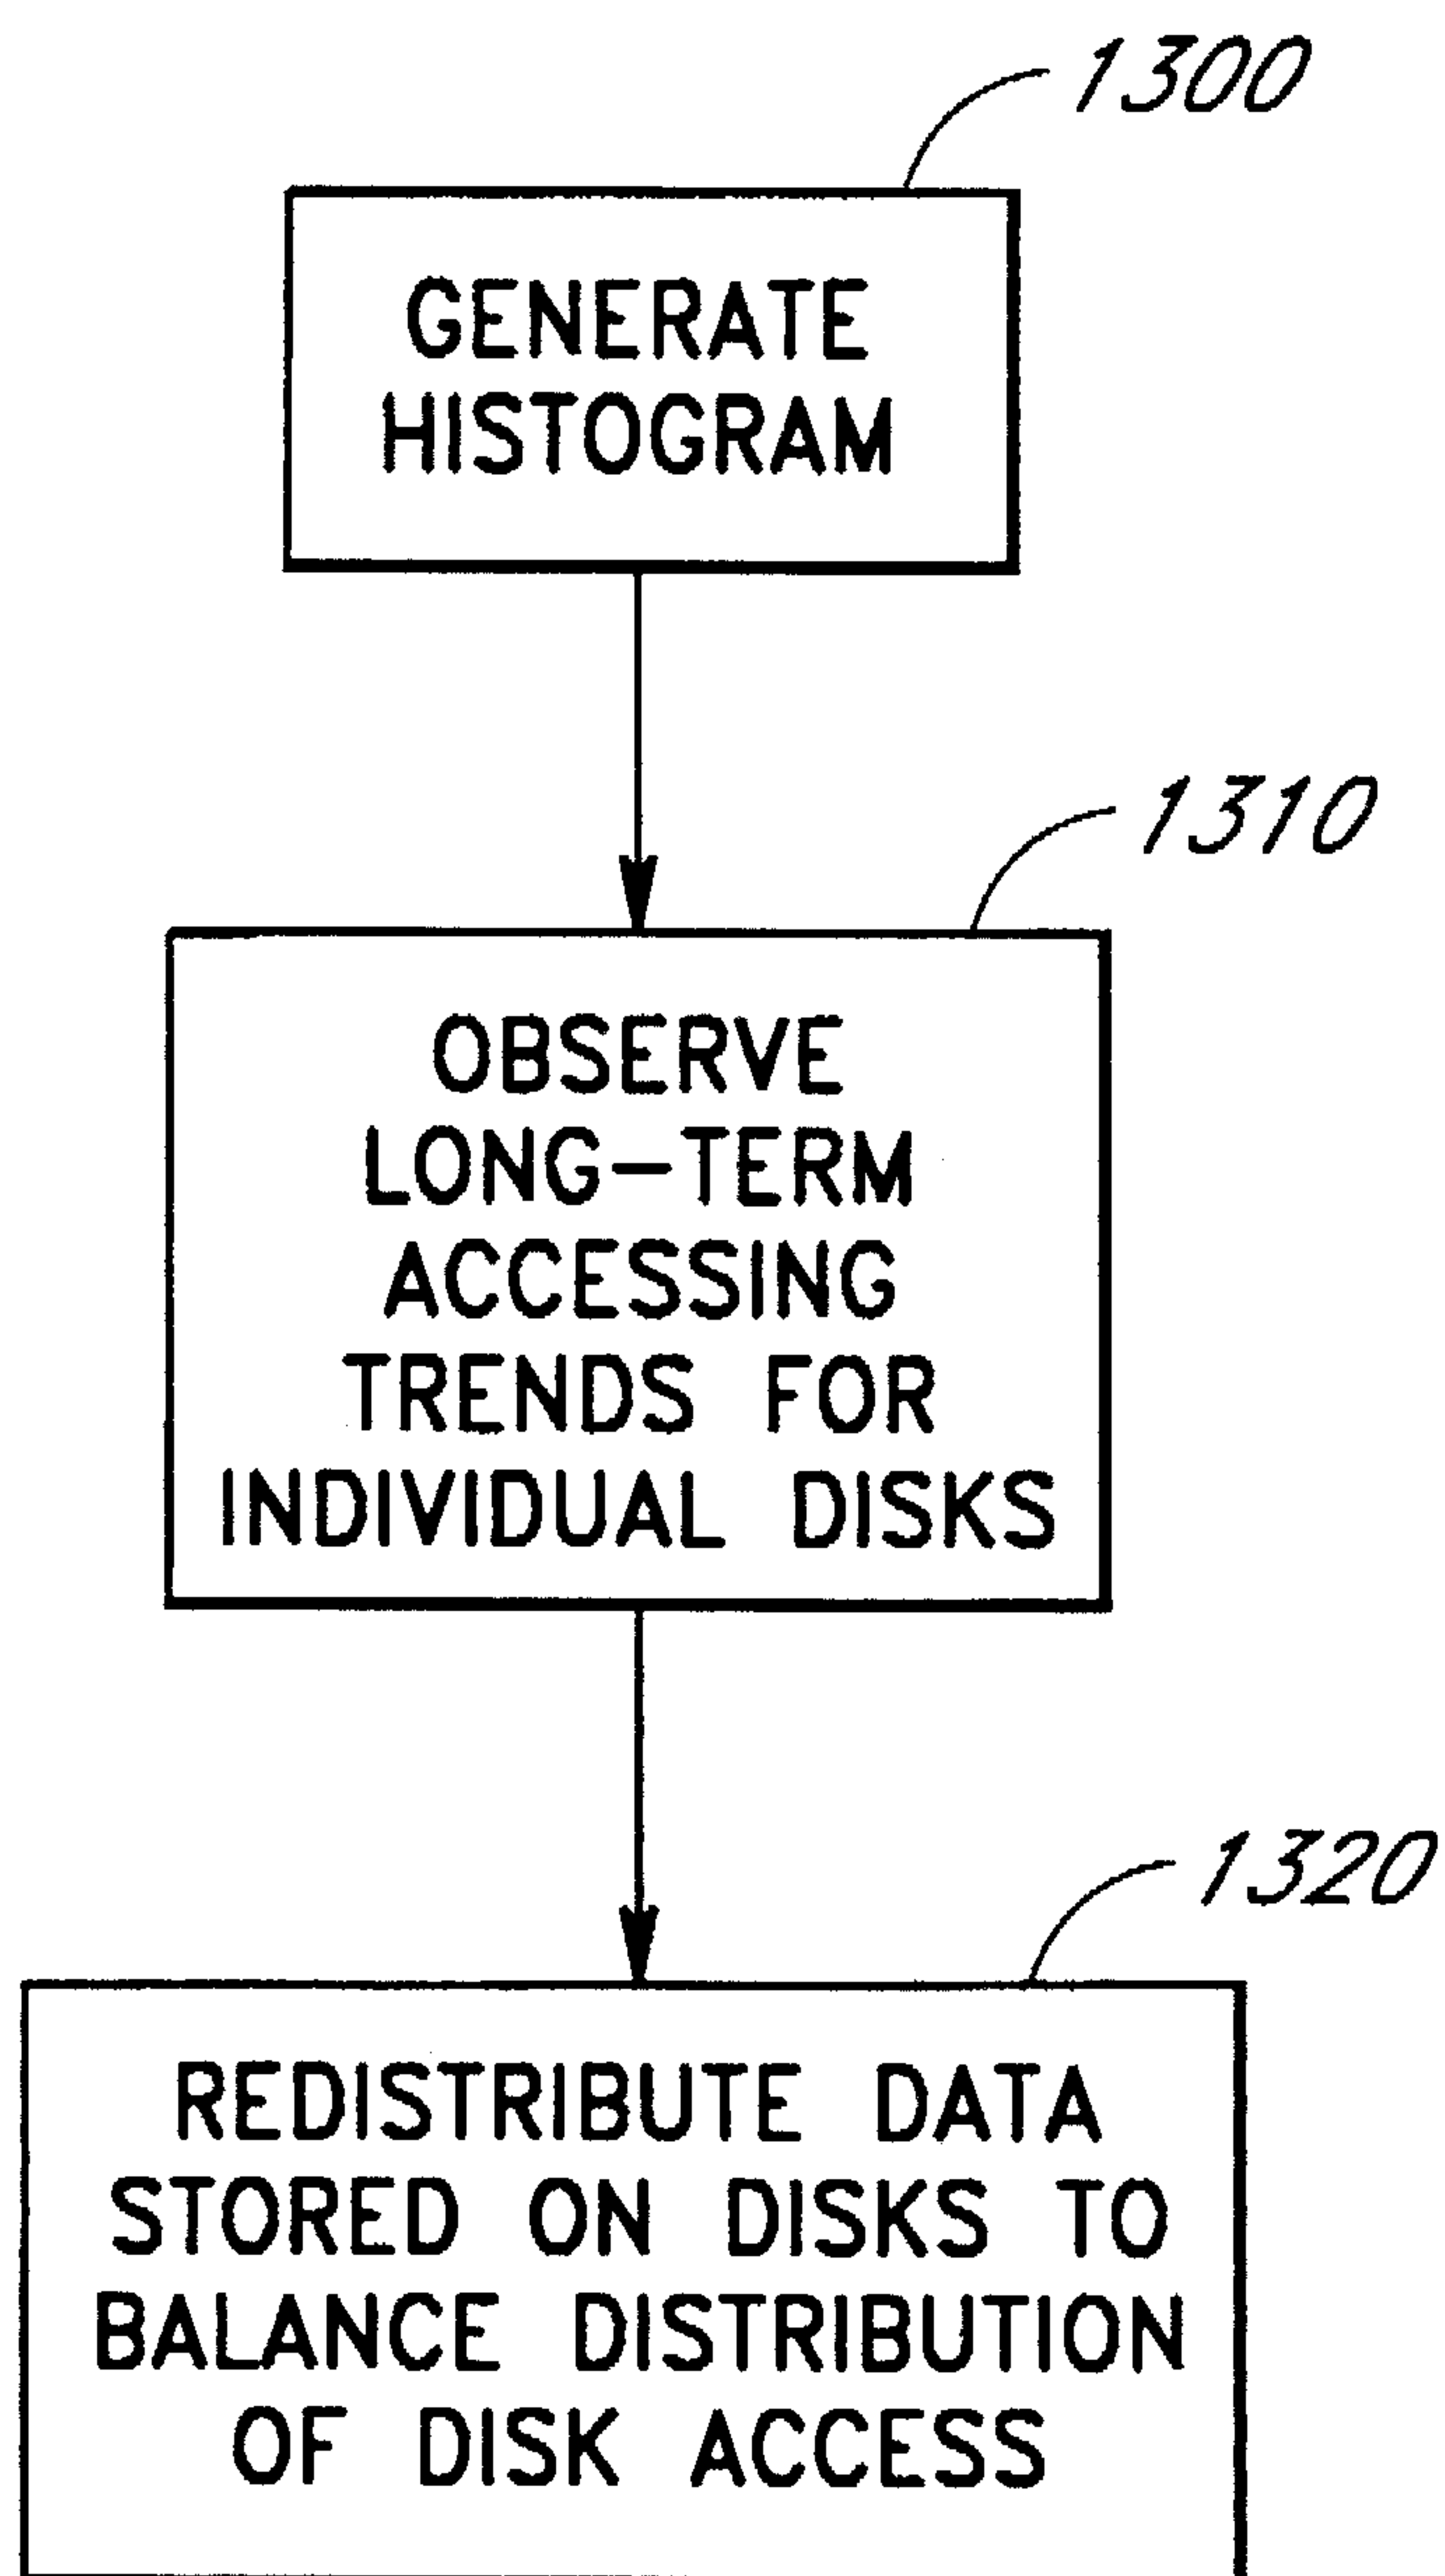 1300
GENERATE
HISTOGRAM
1310
OBSERVE
LONG-TERM
ACCESSING
TRENDS FOR
INDIVIDUAL DISKS
1320
REDISTRIBUTE DATA
STORED ON DISKS TO
BALANCE DISTRIBUTION
OF DISK ACCESS